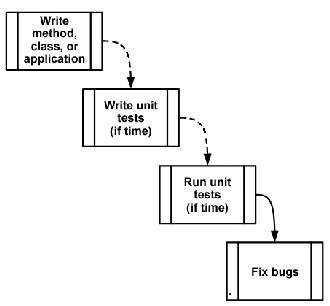 Write
method,
class, or
application
Write unit
tests
(if time)
Run unit
tests
(if time)
Fix bugs